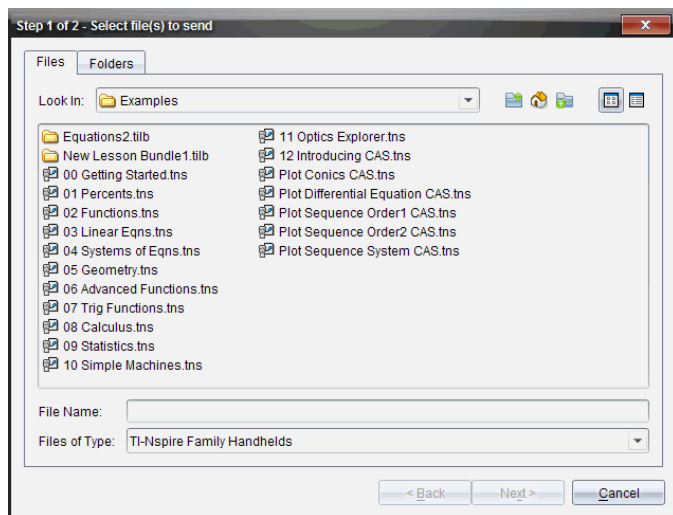 Step 1 of 2 - Select file(s) to send
Files
Folders
Look In:
Examples
Equations2.tilb
New Lesson Bundle1.tilb
00 Getting Started.tns
01 Percents.tns
02 Functions.tns
03 Linear Eqns.tns
04 Systems of Eqns.tns
05 Geometry.tns
06 Advanced Functions.tns
07 Trig Functions.tns
08 Calculus.tns
09 Statistics.tns
10 Simple Machines.tns
11 Optics Explorer.tns
12 Introducing CAS.tns
Plot Conics CAS.tns
Plot Differential Equation CAS.tns
Plot Sequence Order1 CAS.tns
Plot Sequence Order2 CAS.tns
Plot Sequence System CAS.tns
File Name:
Files of Type:
TI-Nspire Family Handhelds
< Back
Next >
Cancel